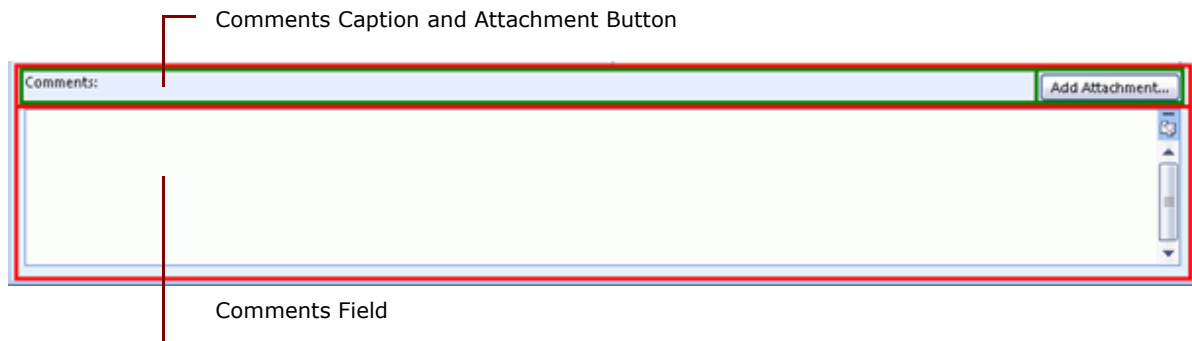 Comments Caption and Attachment Button
Comments:
Add Attachment...
Comments Field